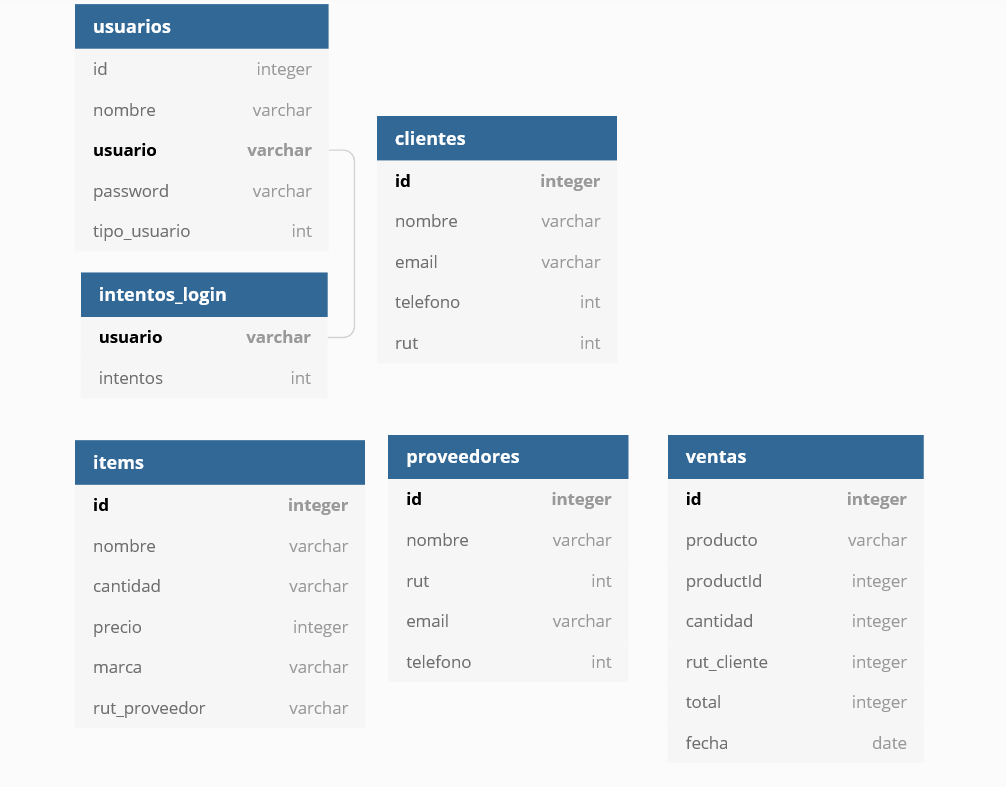 usuarios
id integer
nombre varchar
usuario varchar
password varchar
tipo_usuario int
clientes
id integer
nombre varchar
email varchar
telefono int
rut int
intentos_login
usuario varchar
intentos int
items
id integer
nombre varchar
cantidad varchar
precio integer
marca varchar
rut_proveedor varchar
proveedores
id integer
nombre varchar
rut int
email varchar
telefono int
ventas
id integer
producto varchar
productId integer
cantidad integer
rut_cliente integer
total integer
fecha date